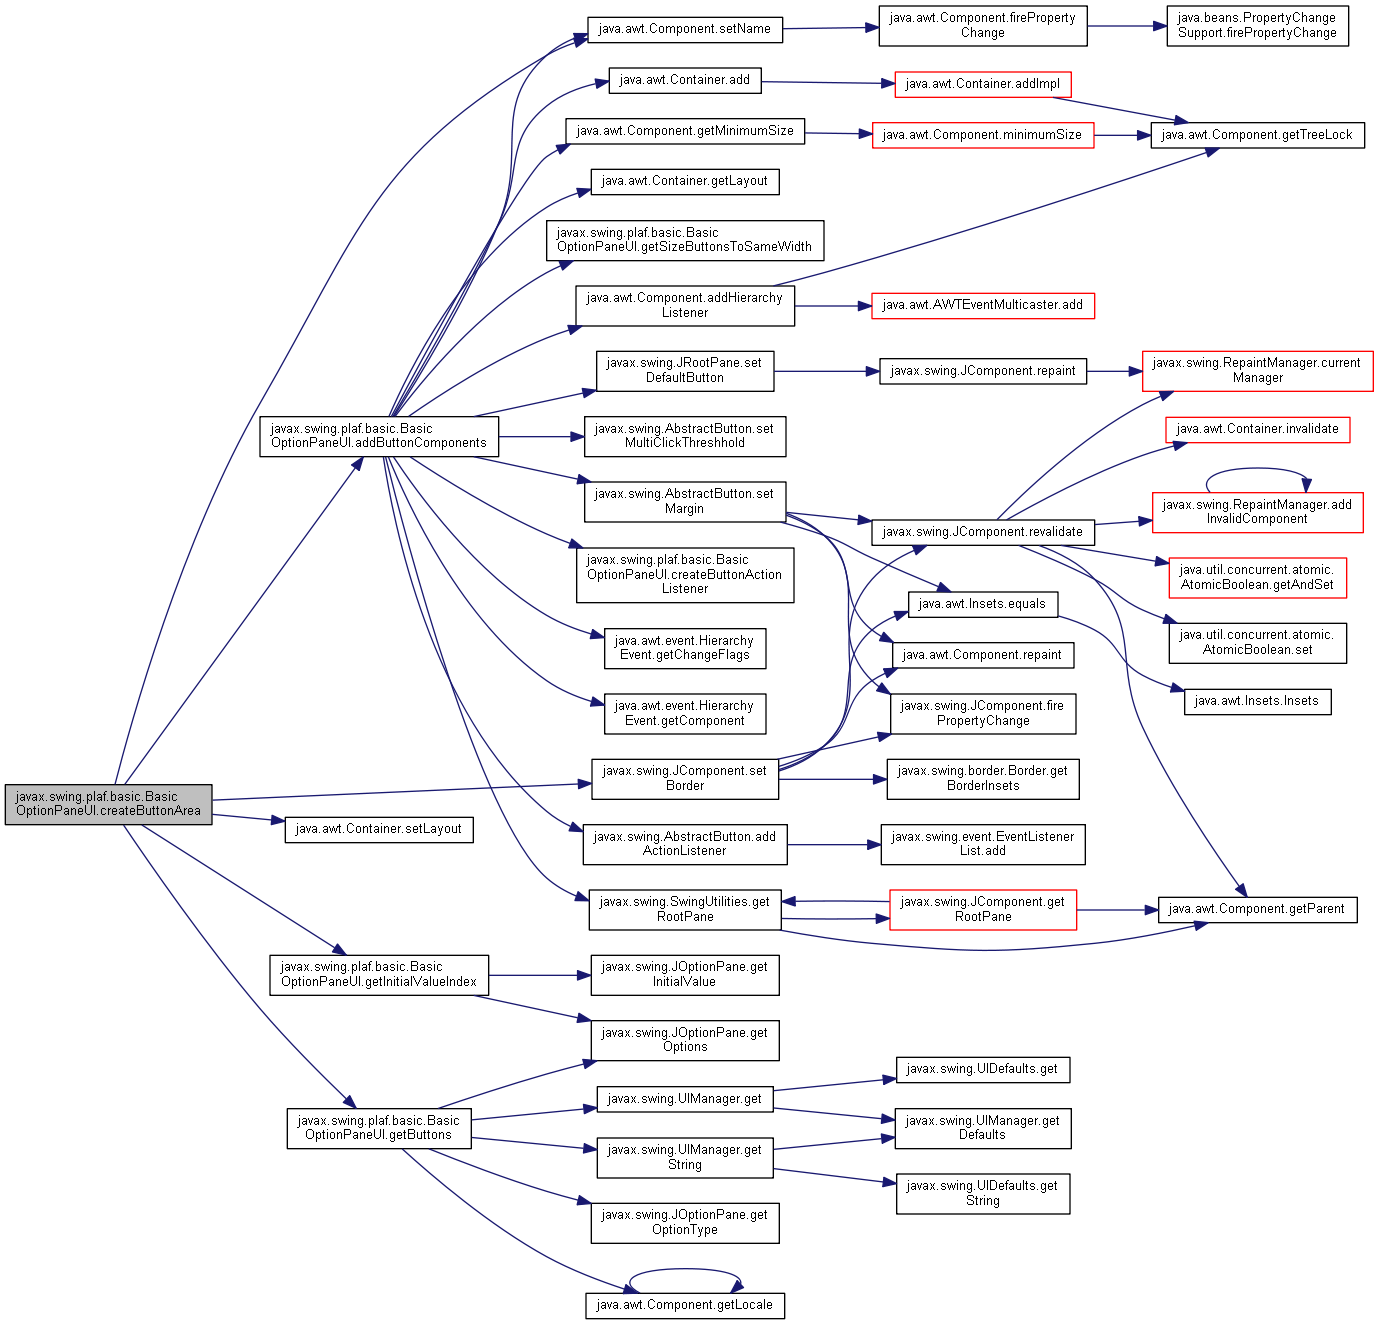 javax.swing.plaf.basic.Basic
OptionPaneUI.createButtonArea
javax.swing.plaf.basic.Basic
OptionPaneUI.addButtonComponents
java.awt.Container.setLayout
javax.swing.plaf.basic.Basic
OptionPaneUI.getInitialValueIndex
javax.swing.plaf.basic.Basic
OptionPaneUI.getButtons
java.awt.Component.setName
java.awt.Container.add
java.awt.Component.getMinimumSize
java.awt.Container.getLayout
javax.swing.plaf.basic.Basic
OptionPaneUI.getSizeButtonsToSameWidth
java.awt.Component.addHierarchy
Listener
javax.swing.JRootPane.set
DefaultButton
javax.swing.AbstractButton.set
MultiClickThreshhold
javax.swing.AbstractButton.set
Margin
javax.swing.plaf.basic.Basic
OptionPaneUI.createButtonAction
Listener
java.awt.event.Hierarchy
Event.getChangeFlags
java.awt.event.Hierarchy
Event.getComponent
javax.swing.JComponent.set
Border
javax.swing.AbstractButton.add
ActionListener
javax.swing.SwingUtilities.get
RootPane
javax.swing.JOptionPane.get
InitialValue
javax.swing.JOptionPane.get
Options
javax.swing.UIManager.get
javax.swing.UIManager.get
String
javax.swing.JOptionPane.get
OptionType
java.awt.Component.getLocale
java.awt.Component.fireProperty
Change
java.awt.Container.addImpl
java.awt.Component.minimumSize
java.awt.AWTEventMulticaster.add
javax.swing.JComponent.repaint
javax.swing.JComponent.revalidate
java.awt.Insets.equals
java.awt.Component.repaint
javax.swing.JComponent.fire
PropertyChange
javax.swing.border.Border.get
BorderInsets
javax.swing.event.EventListener
List.add
javax.swing.JComponent.get
RootPane
javax.swing.UIDefaults.get
javax.swing.UIManager.get
Defaults
javax.swing.UIDefaults.get
String
java.beans.PropertyChange
Support.firePropertyChange
java.awt.Component.getTreeLock
javax.swing.RepaintManager.current
Manager
java.awt.Container.invalidate
javax.swing.RepaintManager.add
InvalidComponent
java.util.concurrent.atomic.
AtomicBoolean.getAndSet
java.util.concurrent.atomic.
AtomicBoolean.set
java.awt.Insets.Insets
java.awt.Component.getParent